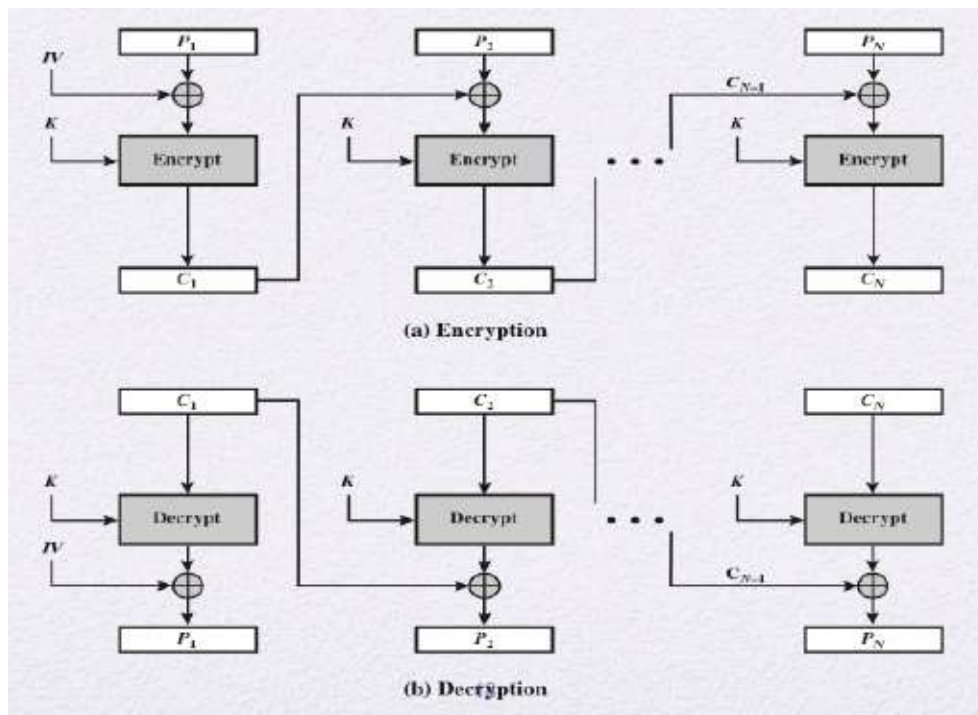 P1 P2 PN
IV
CN−1
K K K
Encrypt Encrypt Encrypt
C1 C2 CN
(a) Encryption
C1 C2 CN
K K K
Decrypt Decrypt Decrypt
IV
CN−1
P1 P2 PN
(b) Decryption